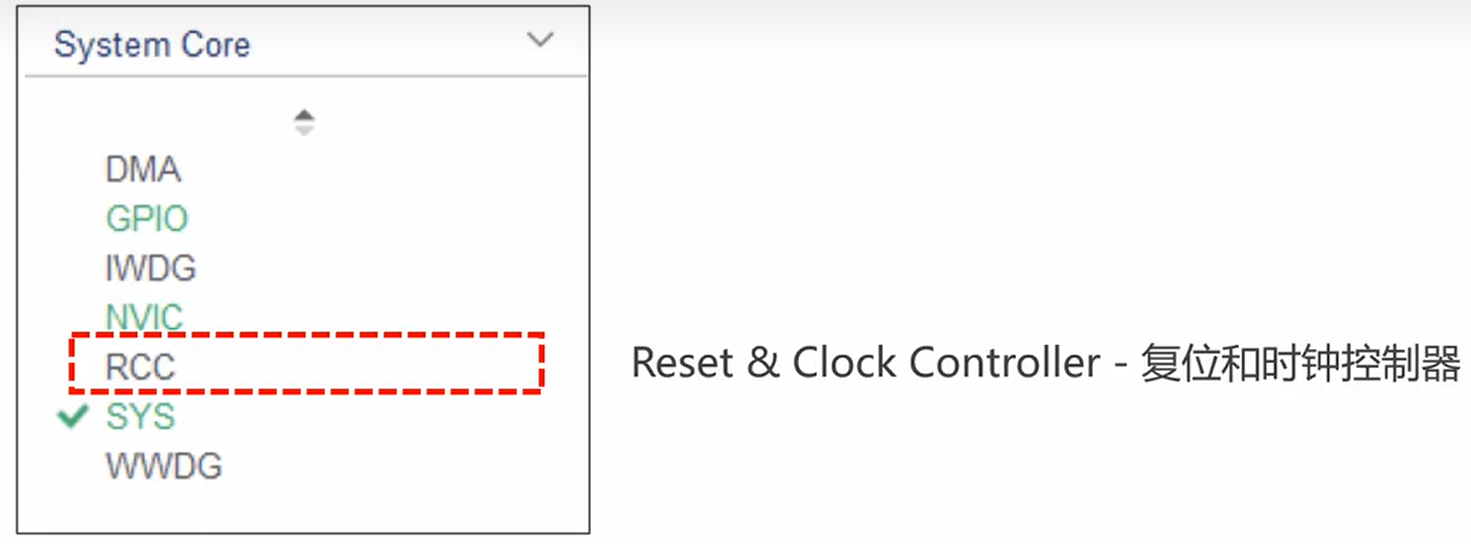 System Core
DMA
GPIO
IWDG
NVIC
RCC
Reset & Clock Controller - 复位和时钟控制器
SYS
WWDG